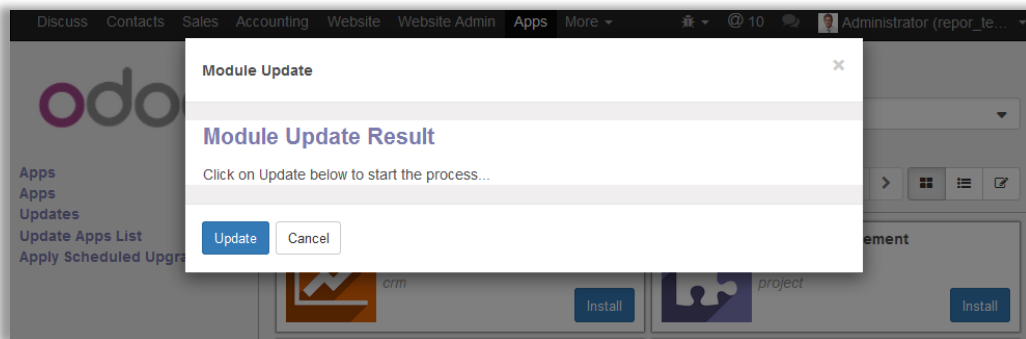 Discuss Contacts Sales Accounting Website Website Admin Apps More @ 10 Administrator (repor_te...
Module Update ×
odo
Module Update Result
Click on Update below to start the process...
Apps
Apps
Updates
Update Apps List
Apply Scheduled Upgra
Update Cancel
ement
crm
project
Install
Install